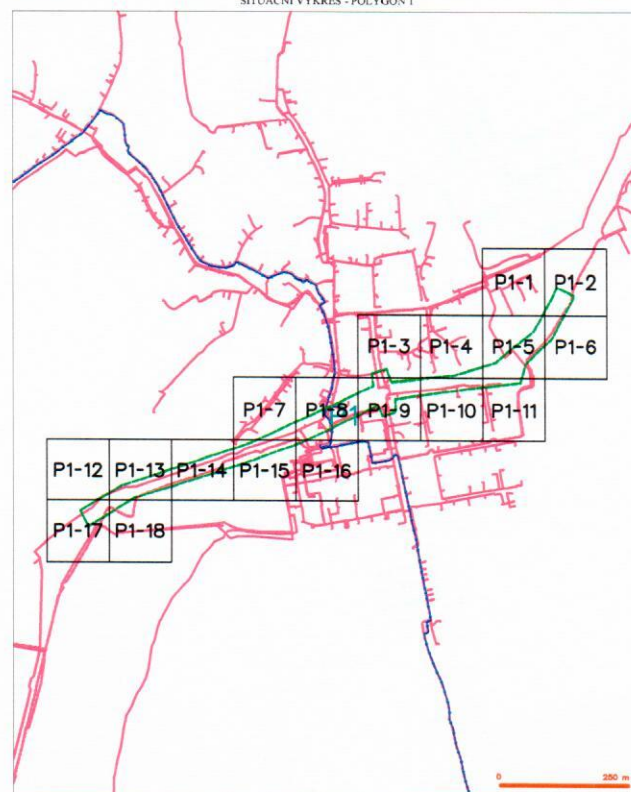 SITUAČNÍ VÝKRES - POLYGON 1
P1-1 P1-2
P1-3 P1-4 P1-5 P1-6
P1-7 P1-8 P1-9 P1-10 P1-11
P1-12 P1-13 P1-14 P1-15 P1-16
P1-17 P1-18
0 250 m